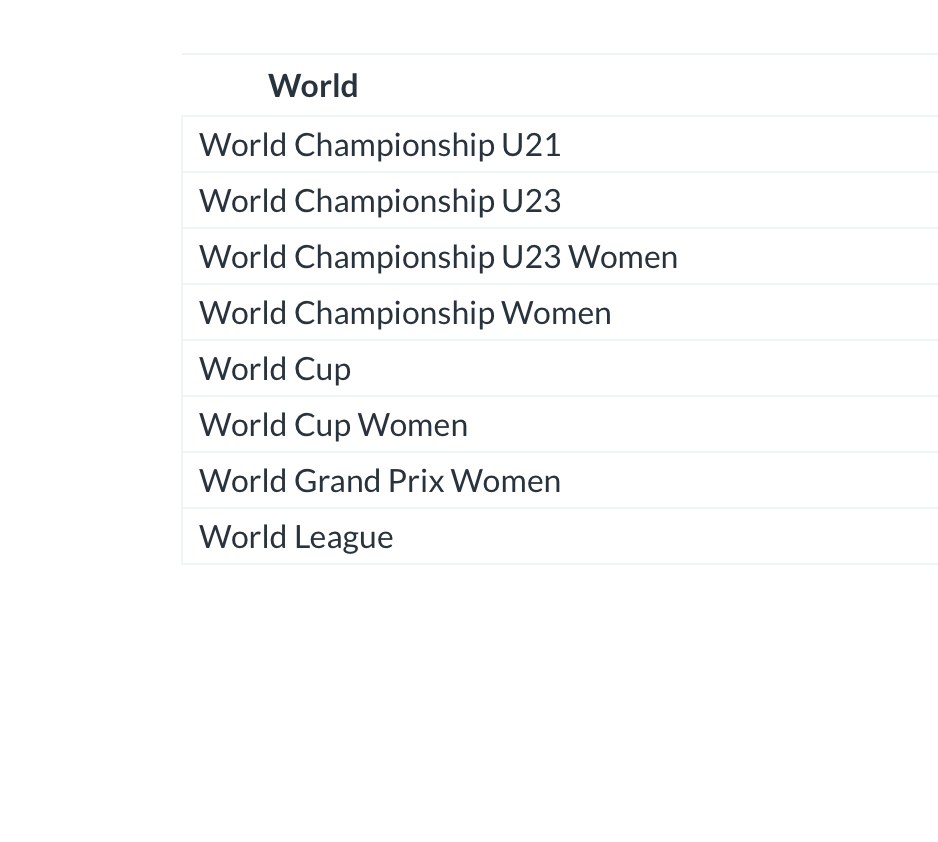 World
World Championship U21
World Championship U23
World Championship U23 Women
World Championship Women
World Cup
World Cup Women
World Grand Prix Women
World League